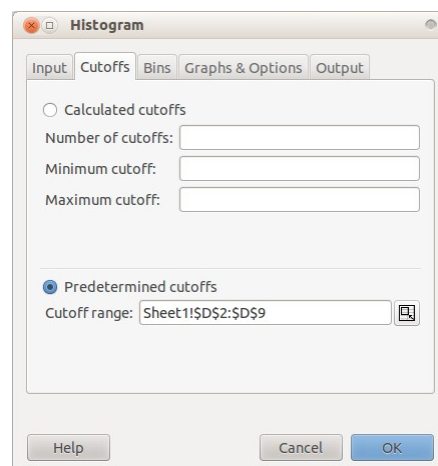 Histogram
Input Cutoffs Bins Graphs & Options Output
Calculated cutoffs
Number of cutoffs:
Minimum cutoff:
Maximum cutoff:
Predetermined cutoffs
Cutoff range: Sheet1!$D$2:$D$9
Help Cancel OK